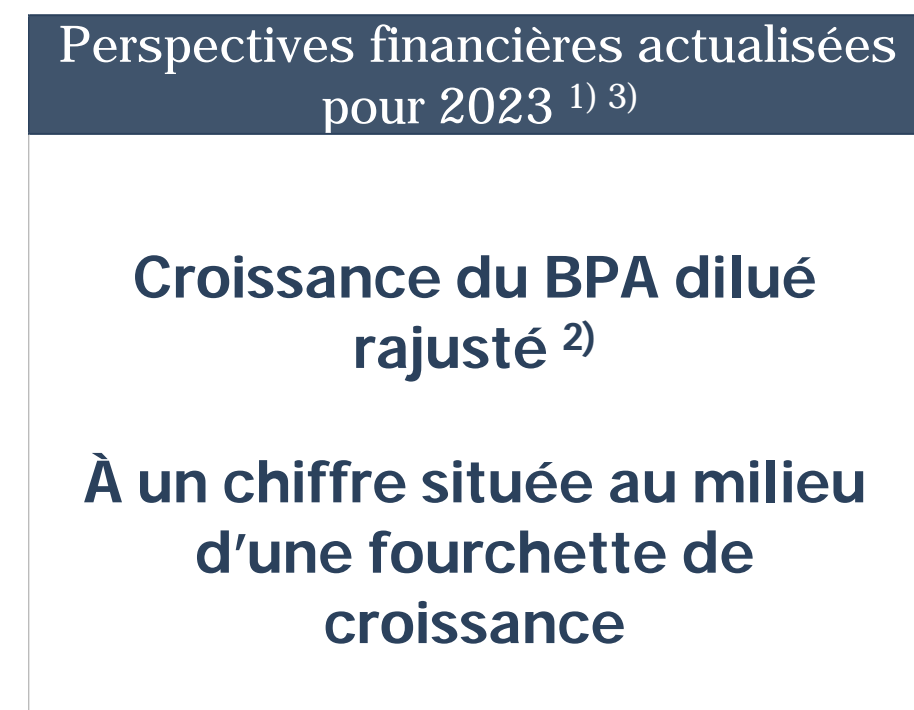 Perspectives financières actualisées
pour 2023 1) 3)
Croissance du BPA dilué
rajusté 2)
À un chiffre située au milieu
d'une fourchette de
croissance